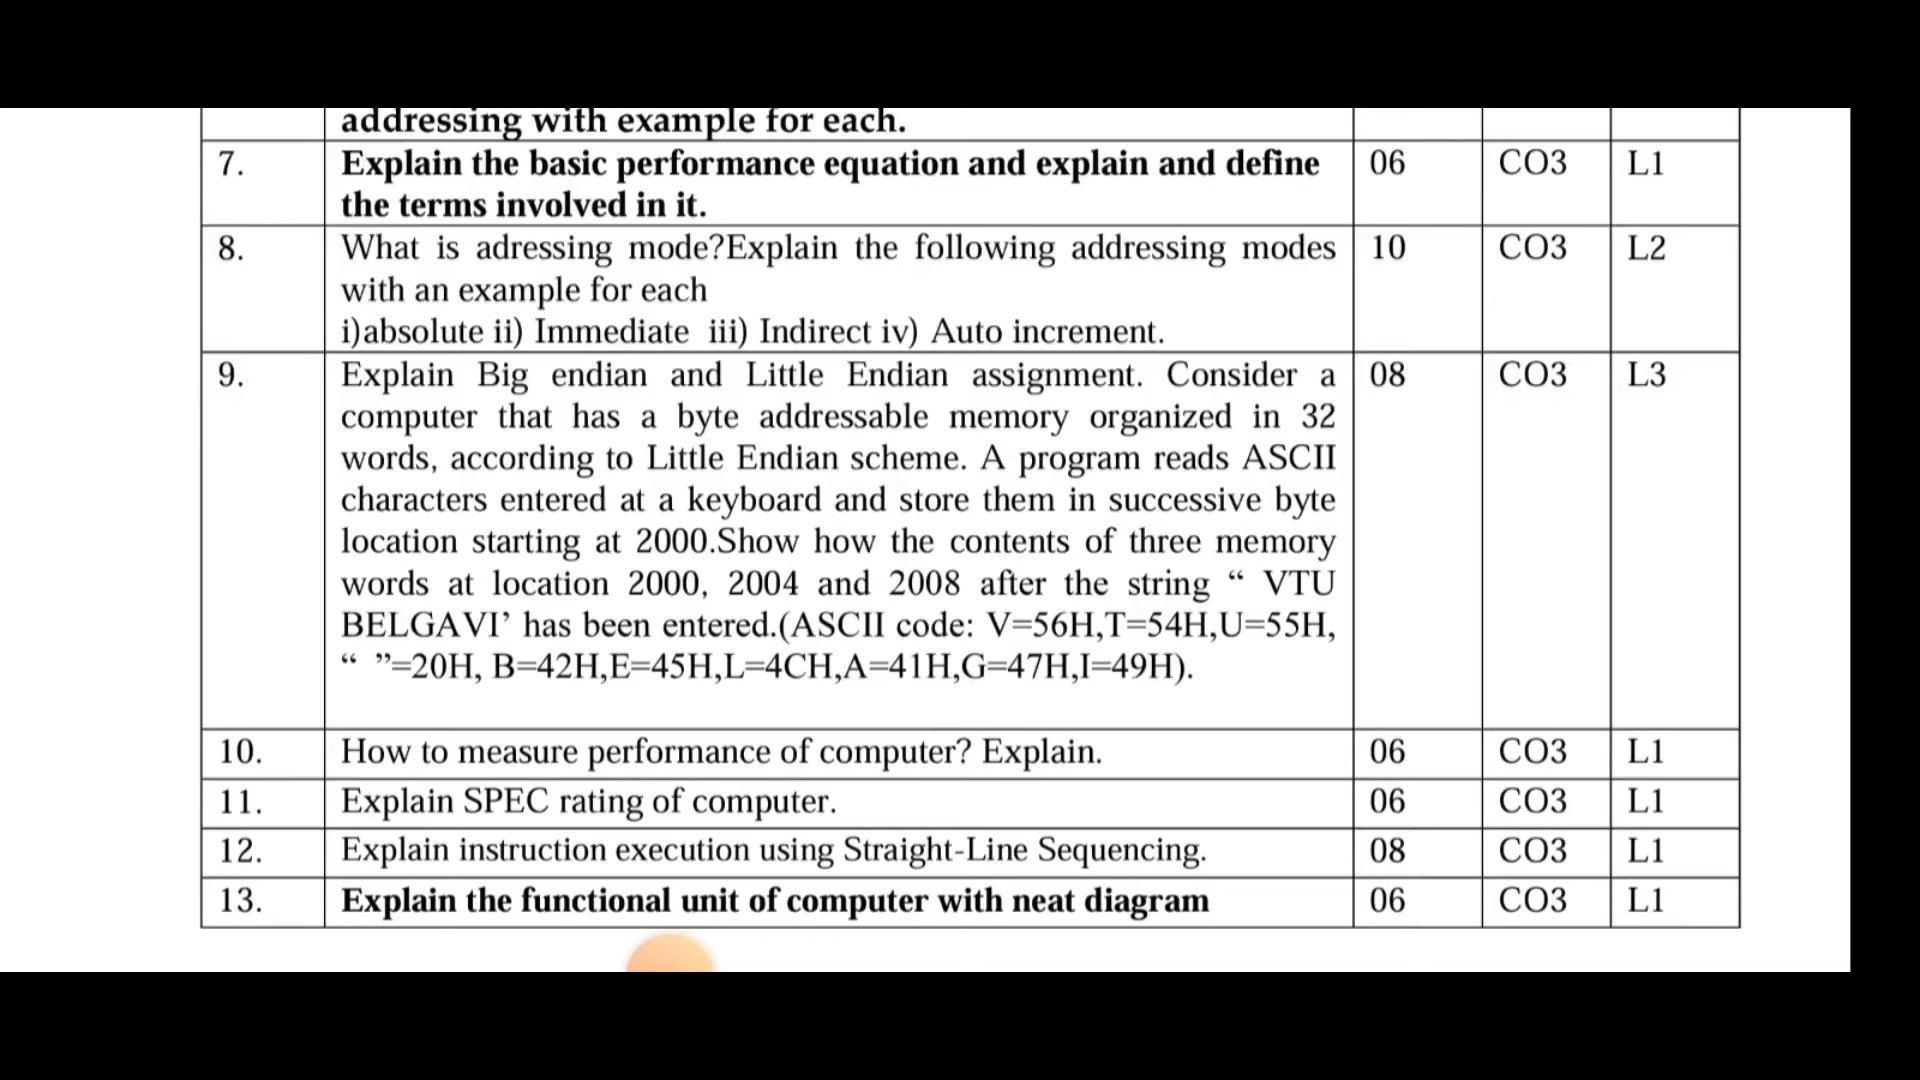 addressing with example for each.
7. Explain the basic performance equation and explain and define 06 CO3 L1
the terms involved in it.
8. What is adressing mode?Explain the following addressing modes 10 CO3 L2
with an example for each
i)absolute ii) Immediate iii) Indirect iv) Auto increment.
9. Explain Big endian and Little Endian assignment. Consider a 08 CO3 L3
computer that has a byte addressable memory organized in 32
words, according to Little Endian scheme. A program reads ASCII
characters entered at a keyboard and store them in successive byte
location starting at 2000.Show how the contents of three memory
words at location 2000, 2004 and 2008 after the string “ VTU
BELGAVI’ has been entered.(ASCII code: V=56H,T=54H,U=55H,
“ ”=20H, B=42H,E=45H,L=4CH,A=41H,G=47H,I=49H).
10. How to measure performance of computer? Explain. 06 CO3 L1
11. Explain SPEC rating of computer. 06 CO3 L1
12. Explain instruction execution using Straight-Line Sequencing. 08 CO3 L1
13. Explain the functional unit of computer with neat diagram 06 CO3 L1